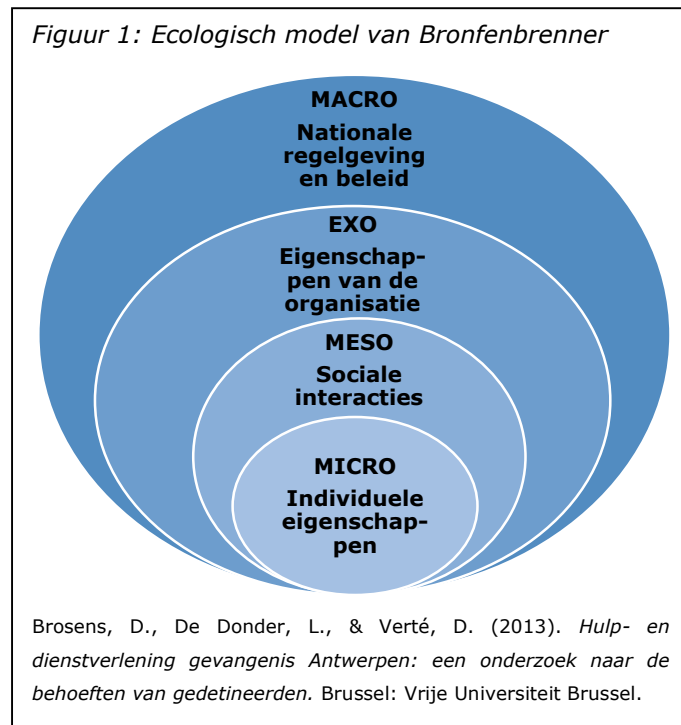 Figuur 1: Ecologisch model van Bronfenbrenner
MACRO
Nationale
regelgeving
en beleid
EXO
Eigenschap-
pen van de
organisatie
MESO
Sociale
interacties
MICRO
Individuele
eigenschap-
pen
Brosens, D., De Donder, L., & Verté, D. (2013). Hulp- en
dienstverlening gevangenis Antwerpen: een onderzoek naar de
behoeften van gedetineerden. Brussel: Vrije Universiteit Brussel.